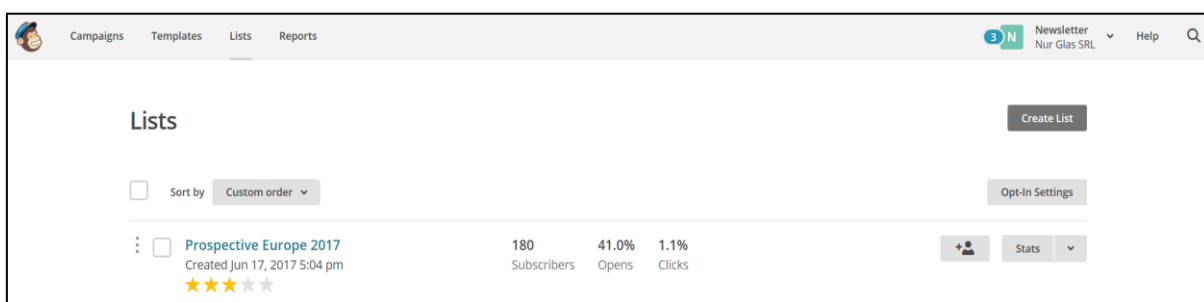 Campaigns Templates Lists Reports
3 N Newsletter Help
Nur Glas SRL
Lists
Create List
Sort by Custom order
Opt-In Settings
Prospective Europe 2017 180 41.0% 1.1%
Created Jun 17, 2017 5:04 pm Subscribers Opens Clicks
Stats